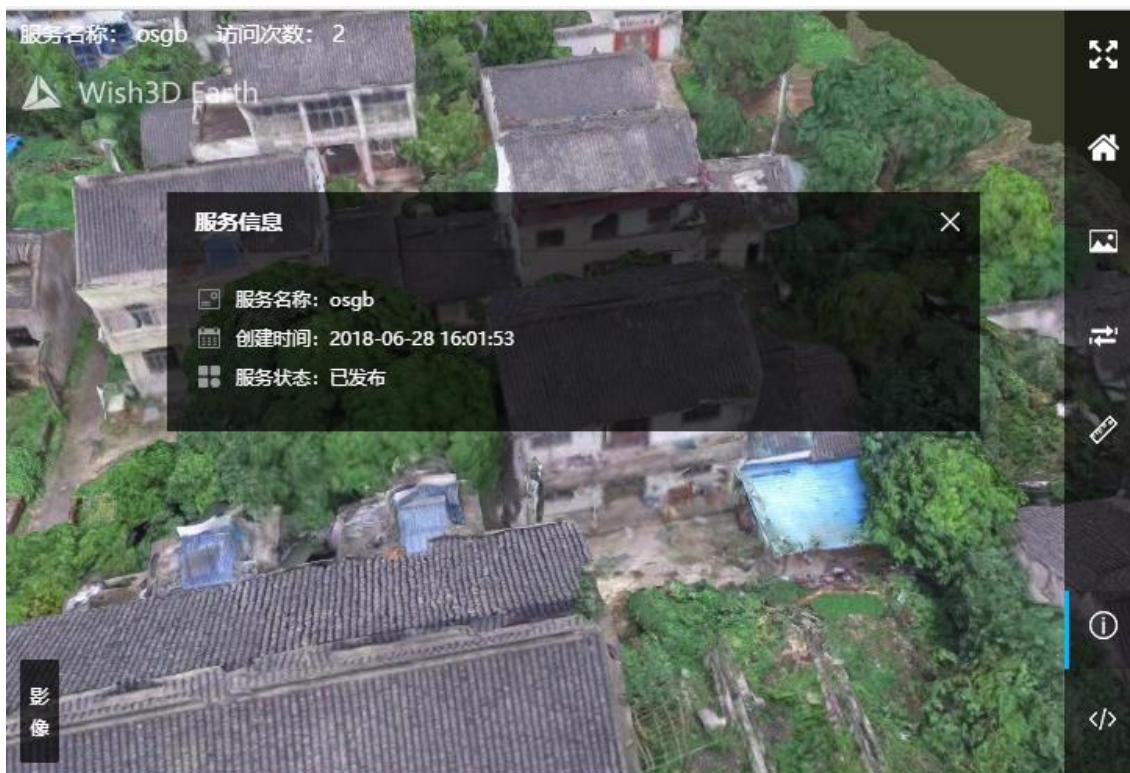 服务名称： osgb 访问次数： 2
Wish3D Earth
服务信息
服务名称：osgb
创建时间：2018-06-28 16:01:53
服务状态：已发布
影
像